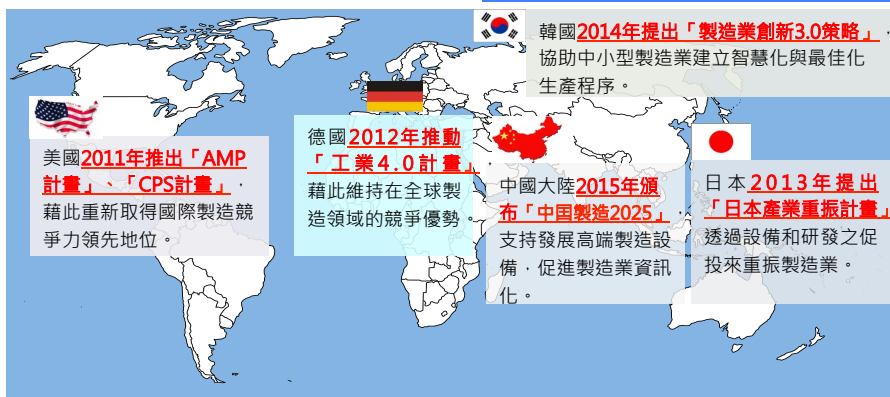 韓國2014年提出「製造業創新3.0策略」，
協助中小型製造業建立智慧化與最佳化
生產程序。
德國2012年推動
「工業4.0計畫」，
藉此維持在全球製
造領域的競爭優勢。
美國2011年推出「AMP
計畫」、「CPS計畫」，
藉此重新取得國際製造競
爭力領先地位。
中國大陸2015年頒
布「中国製造2025」，
支持發展高端製造設
備，促進製造業資訊
化。
日本2013年提出
「日本產業重振計畫」
透過設備和研發之促
投來重振製造業。